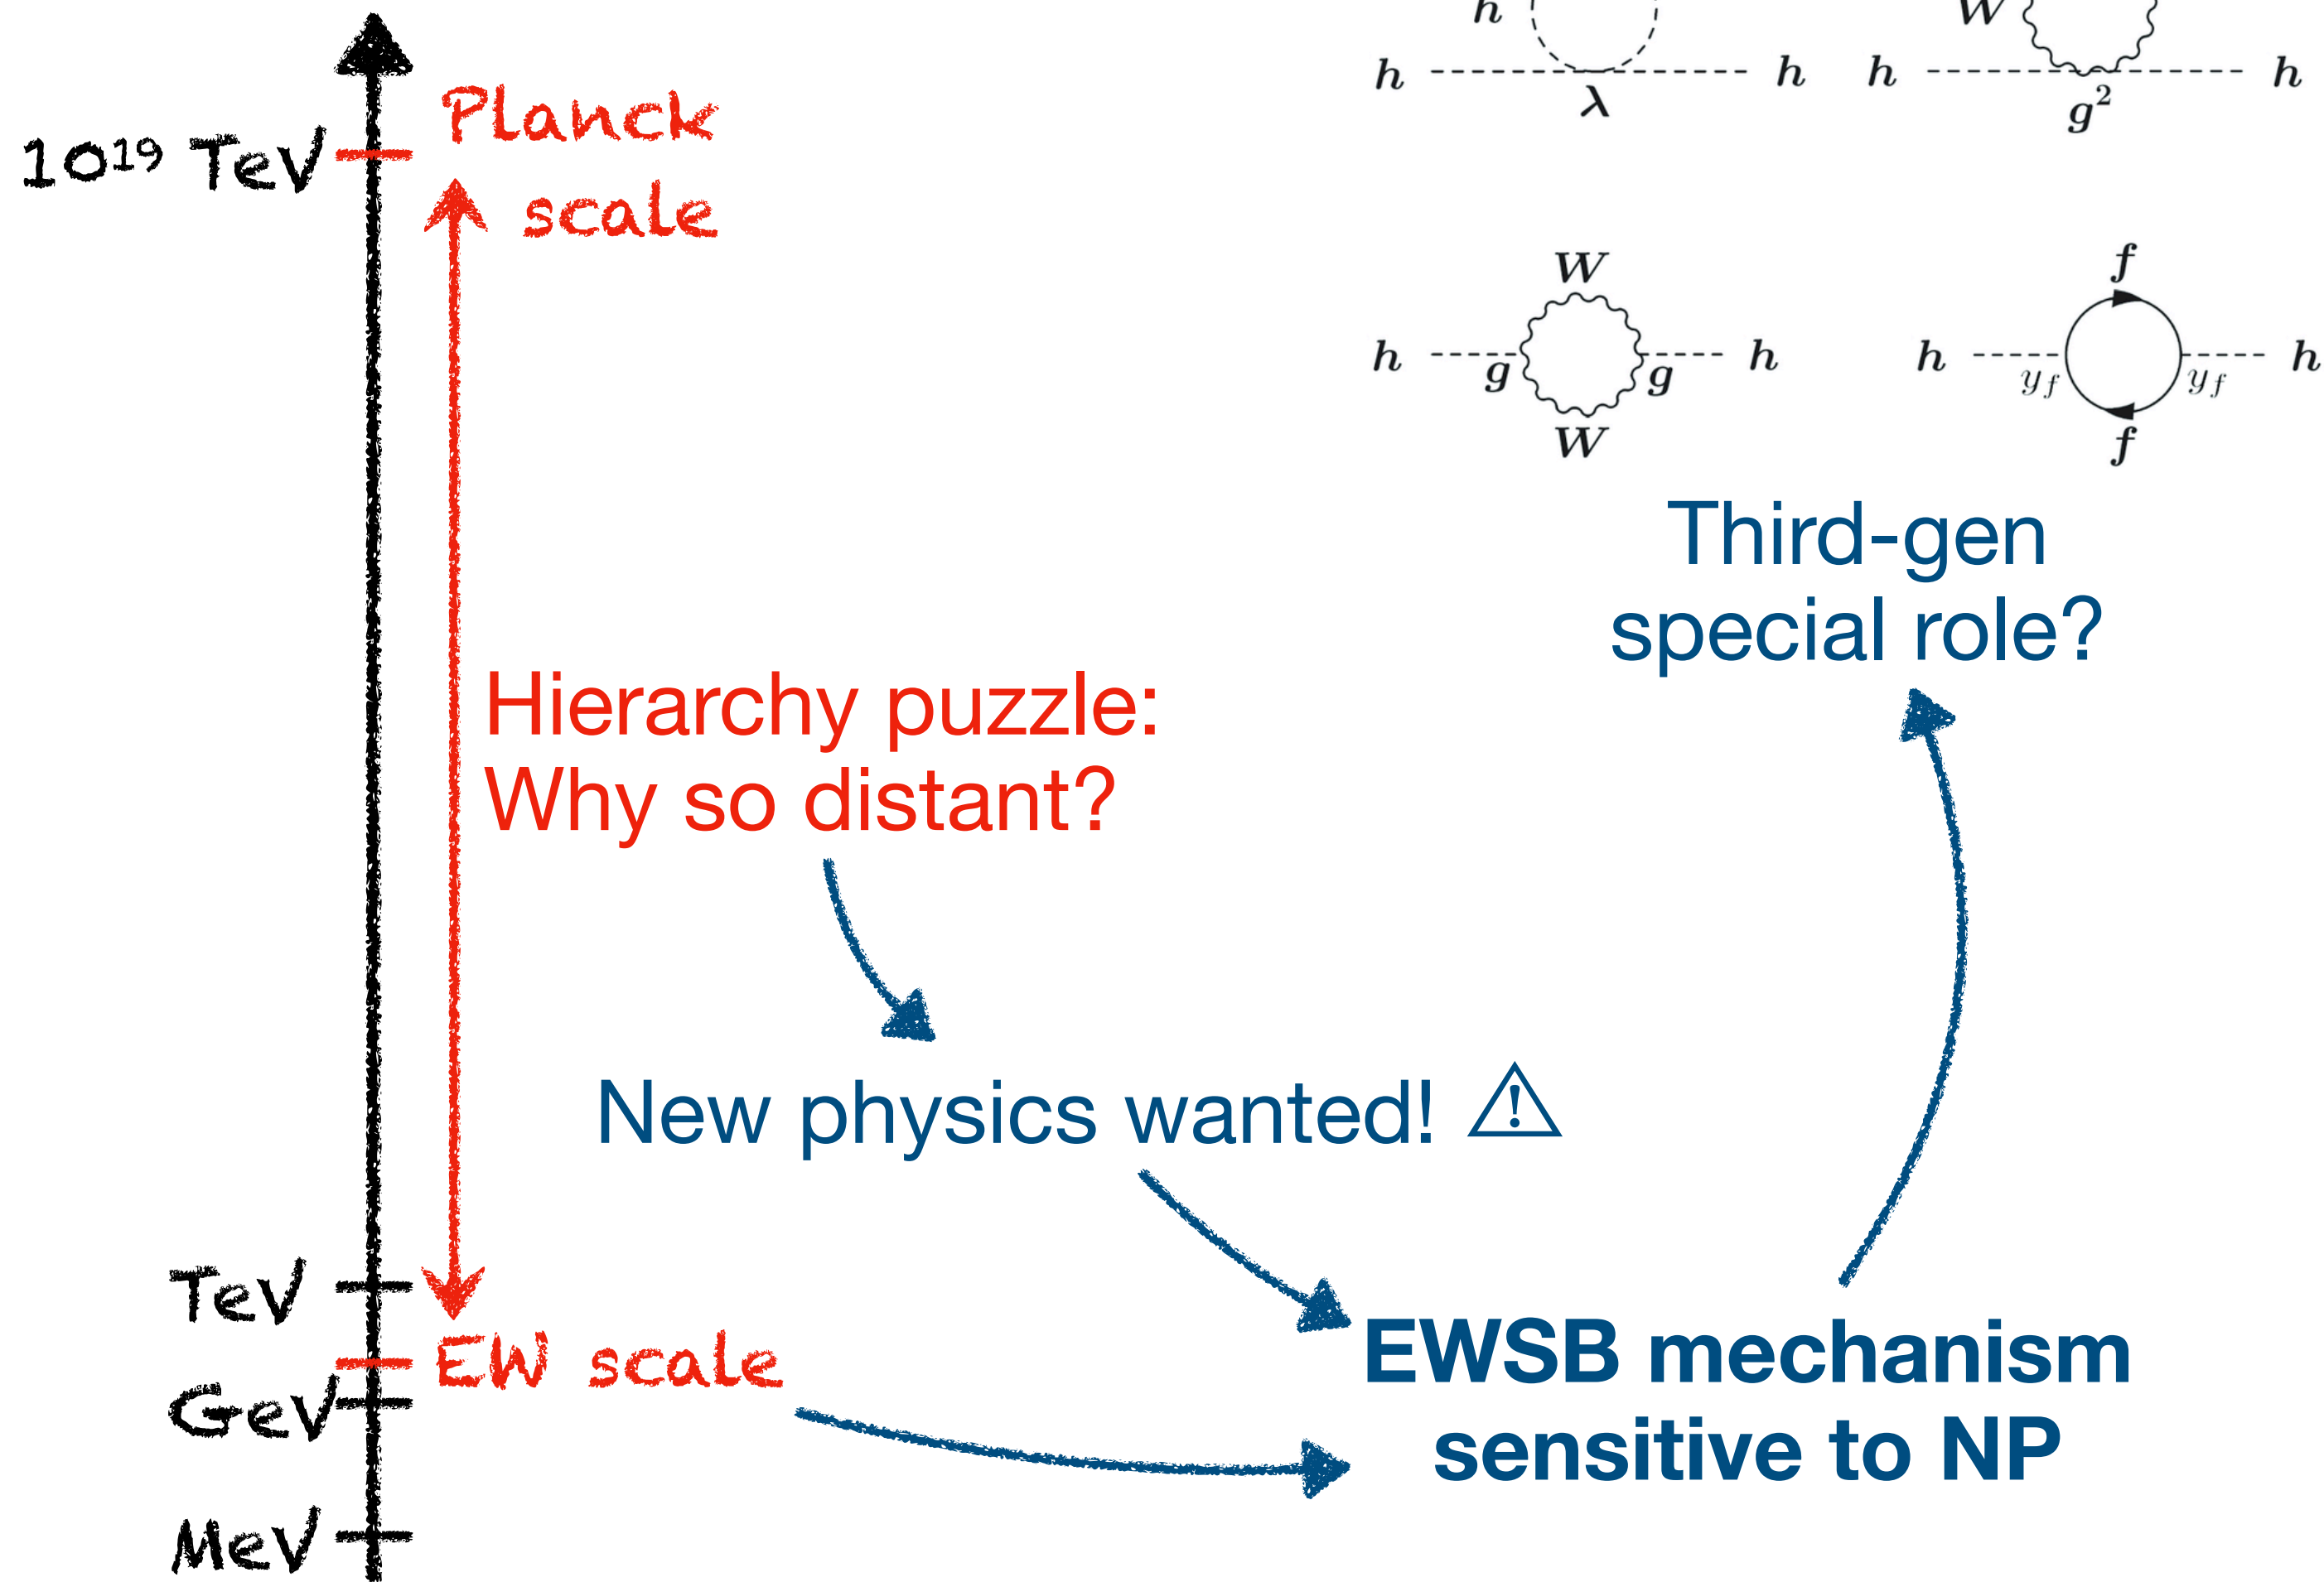 h W
h h h h
λ g²
10¹⁹ TeV
Planck
scale
W f
h g g h h y_f y_f h
W f
Third-gen
special role?
Hierarchy puzzle:
Why so distant?
New physics wanted! ⚠
TeV
EW scale
GeV
MeV
EWSB mechanism
sensitive to NP